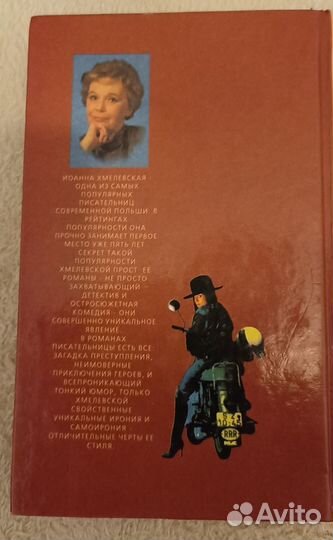 ИОАННА ХМЕЛЕВСКАЯ
ОДНА ИЗ САМЫХ
ПОПУЛЯРНЫХ
ПИСАТЕЛЬНИЦ
СОВРЕМЕННОЙ ПОЛЬШИ. В
РЕЙТИНГАХ
ПОПУЛЯРНОСТИ ОНА
ПРОЧНО ЗАНИМАЕТ ПЕРВОЕ
МЕСТО УЖЕ ПЯТЬ ЛЕТ
СЕКРЕТ ТАКОЙ
ПОПУЛЯРНОСТИ
ХМЕЛЕВСКОЙ ПРОСТ- ЕЕ
РОМАНЫ - НЕ ПРОСТО
ЗАХВАТЫВАЮЩИЙ
ДЕТЕКТИВ И
ОСТРОСЮЖЕТНАЯ
КОМЕДИЯ - ОНИ
СОВЕРШЕННО УНИКАЛЬНОЕ
ЯВЛЕНИЕ.
В РОМАНАХ
ПИСАТЕЛЬНИЦЫ ЕСТЬ ВСЕ:
ЗАГАДКА ПРЕСТУПЛЕНИЯ,
НЕИМОВЕРНЫЕ
ПРИКЛЮЧЕНИЯ ГЕРОЕВ, И
ВСЕПРОНИКАЮЩИЙ
ТОНКИЙ ЮМОР, ТОЛЬКО
ХМЕЛЕВСКОЙ
СВОЙСТВЕННЫЕ
УНИКАЛЬНЫЕ ИРОНИЯ И
САМОИРОНИЯ -
ОТЛИЧИТЕЛЬНЫЕ ЧЕРТЫ ЕЕ
СТИЛЯ.
RRR
Avito